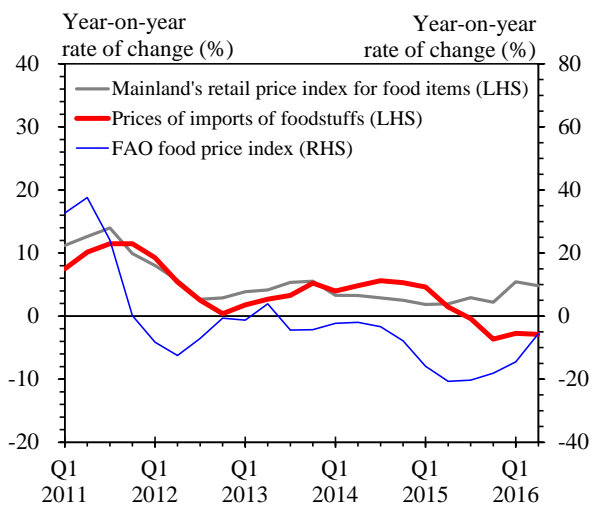 Year-on-year
rate of change (%)
Year-on-year
rate of change (%)
40
30
20
10
0
-10
-20
80
60
40
20
0
-20
-40
Mainland's retail price index for food items (LHS)
Prices of imports of foodstuffs (LHS)
FAO food price index (RHS)
Q1 Q1 Q1 Q1 Q1 Q1
2011 2012 2013 2014 2015 2016